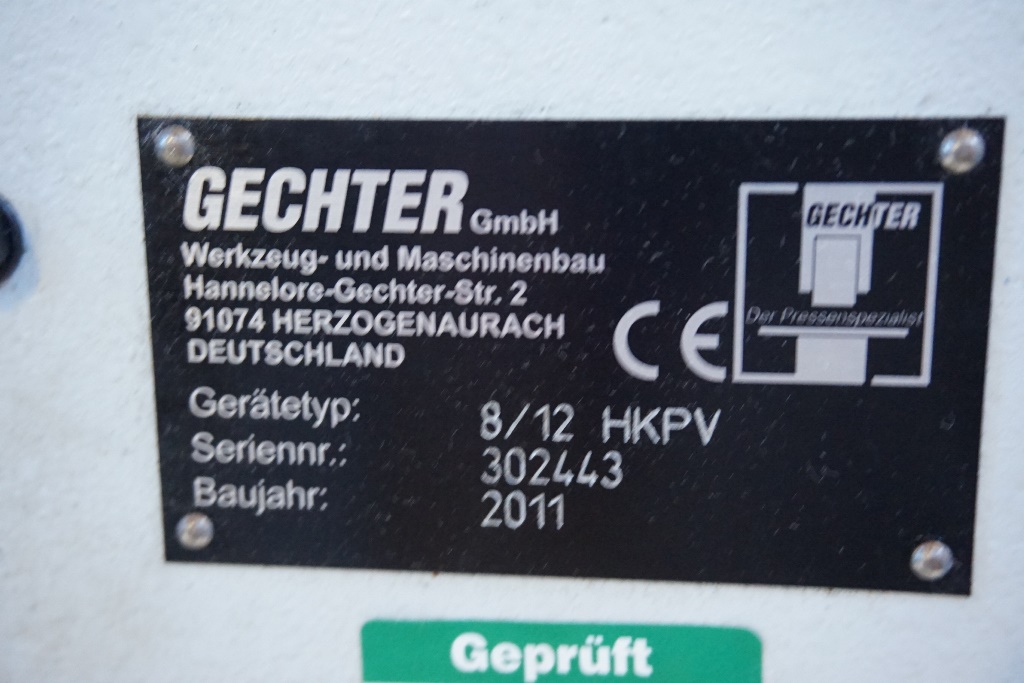 GECHTER GmbH
Werkzeug- und Maschinenbau
Hannelore-Gechter-Str. 2
91074 HERZOGENAURACH
DEUTSCHLAND
CE
GECHTER
Der Pressenspezialist
Gerätetyp: 8/12 HKPV
Seriennr.: 302443
Baujahr: 2011
Geprüft